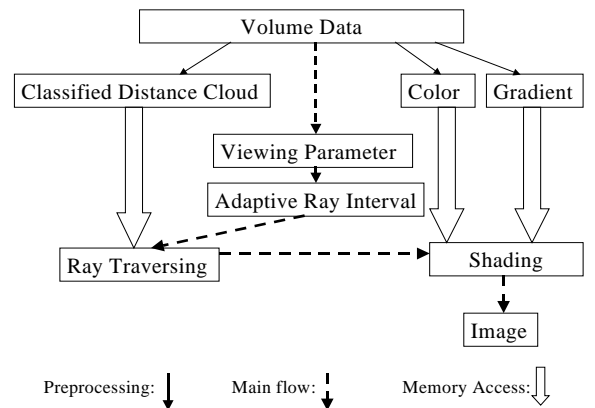 Volume Data
Classified Distance Cloud
Color
Gradient
Viewing Parameter
Adaptive Ray Interval
Ray Traversing
Shading
Image
Preprocessing:
Main flow:
Memory Access: